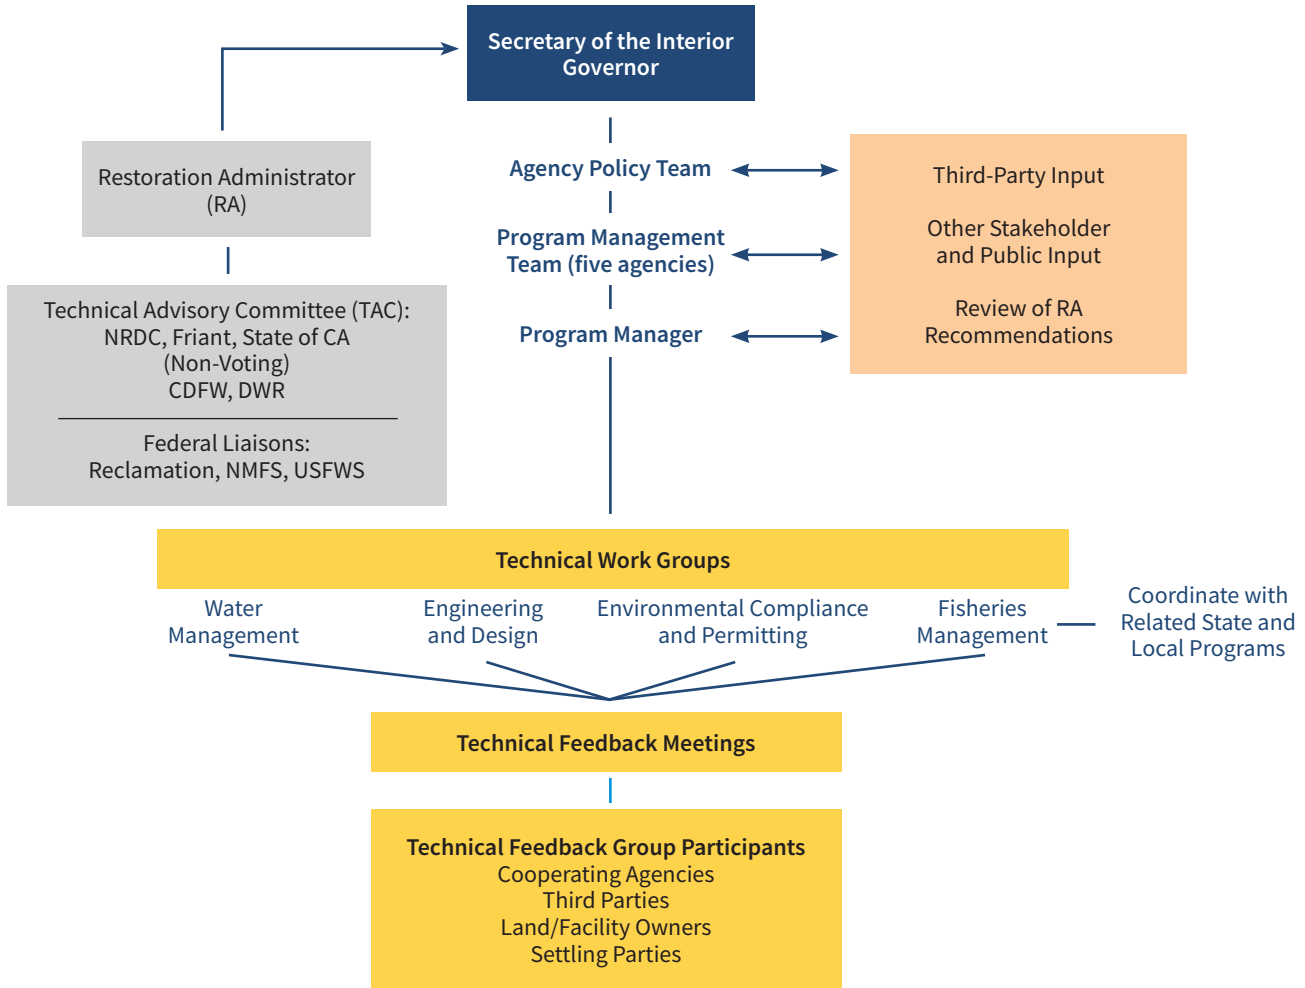 Secretary of the Interior
Governor
Restoration Administrator
(RA)
Technical Advisory Committee (TAC):
NRDC, Friant, State of CA
(Non-Voting)
CDFW, DWR
Federal Liaisons:
Reclamation, NMFS, USFWS
Agency Policy Team
Program Management
Team (five agencies)
Program Manager
Third-Party Input
Other Stakeholder
and Public Input
Review of RA
Recommendations
Technical Work Groups
Water
Management
Engineering
and Design
Environmental Compliance
and Permitting
Fisheries
Management
Coordinate with
Related State and
Local Programs
Technical Feedback Meetings
Technical Feedback Group Participants
Cooperating Agencies
Third Parties
Land/Facility Owners
Settling Parties